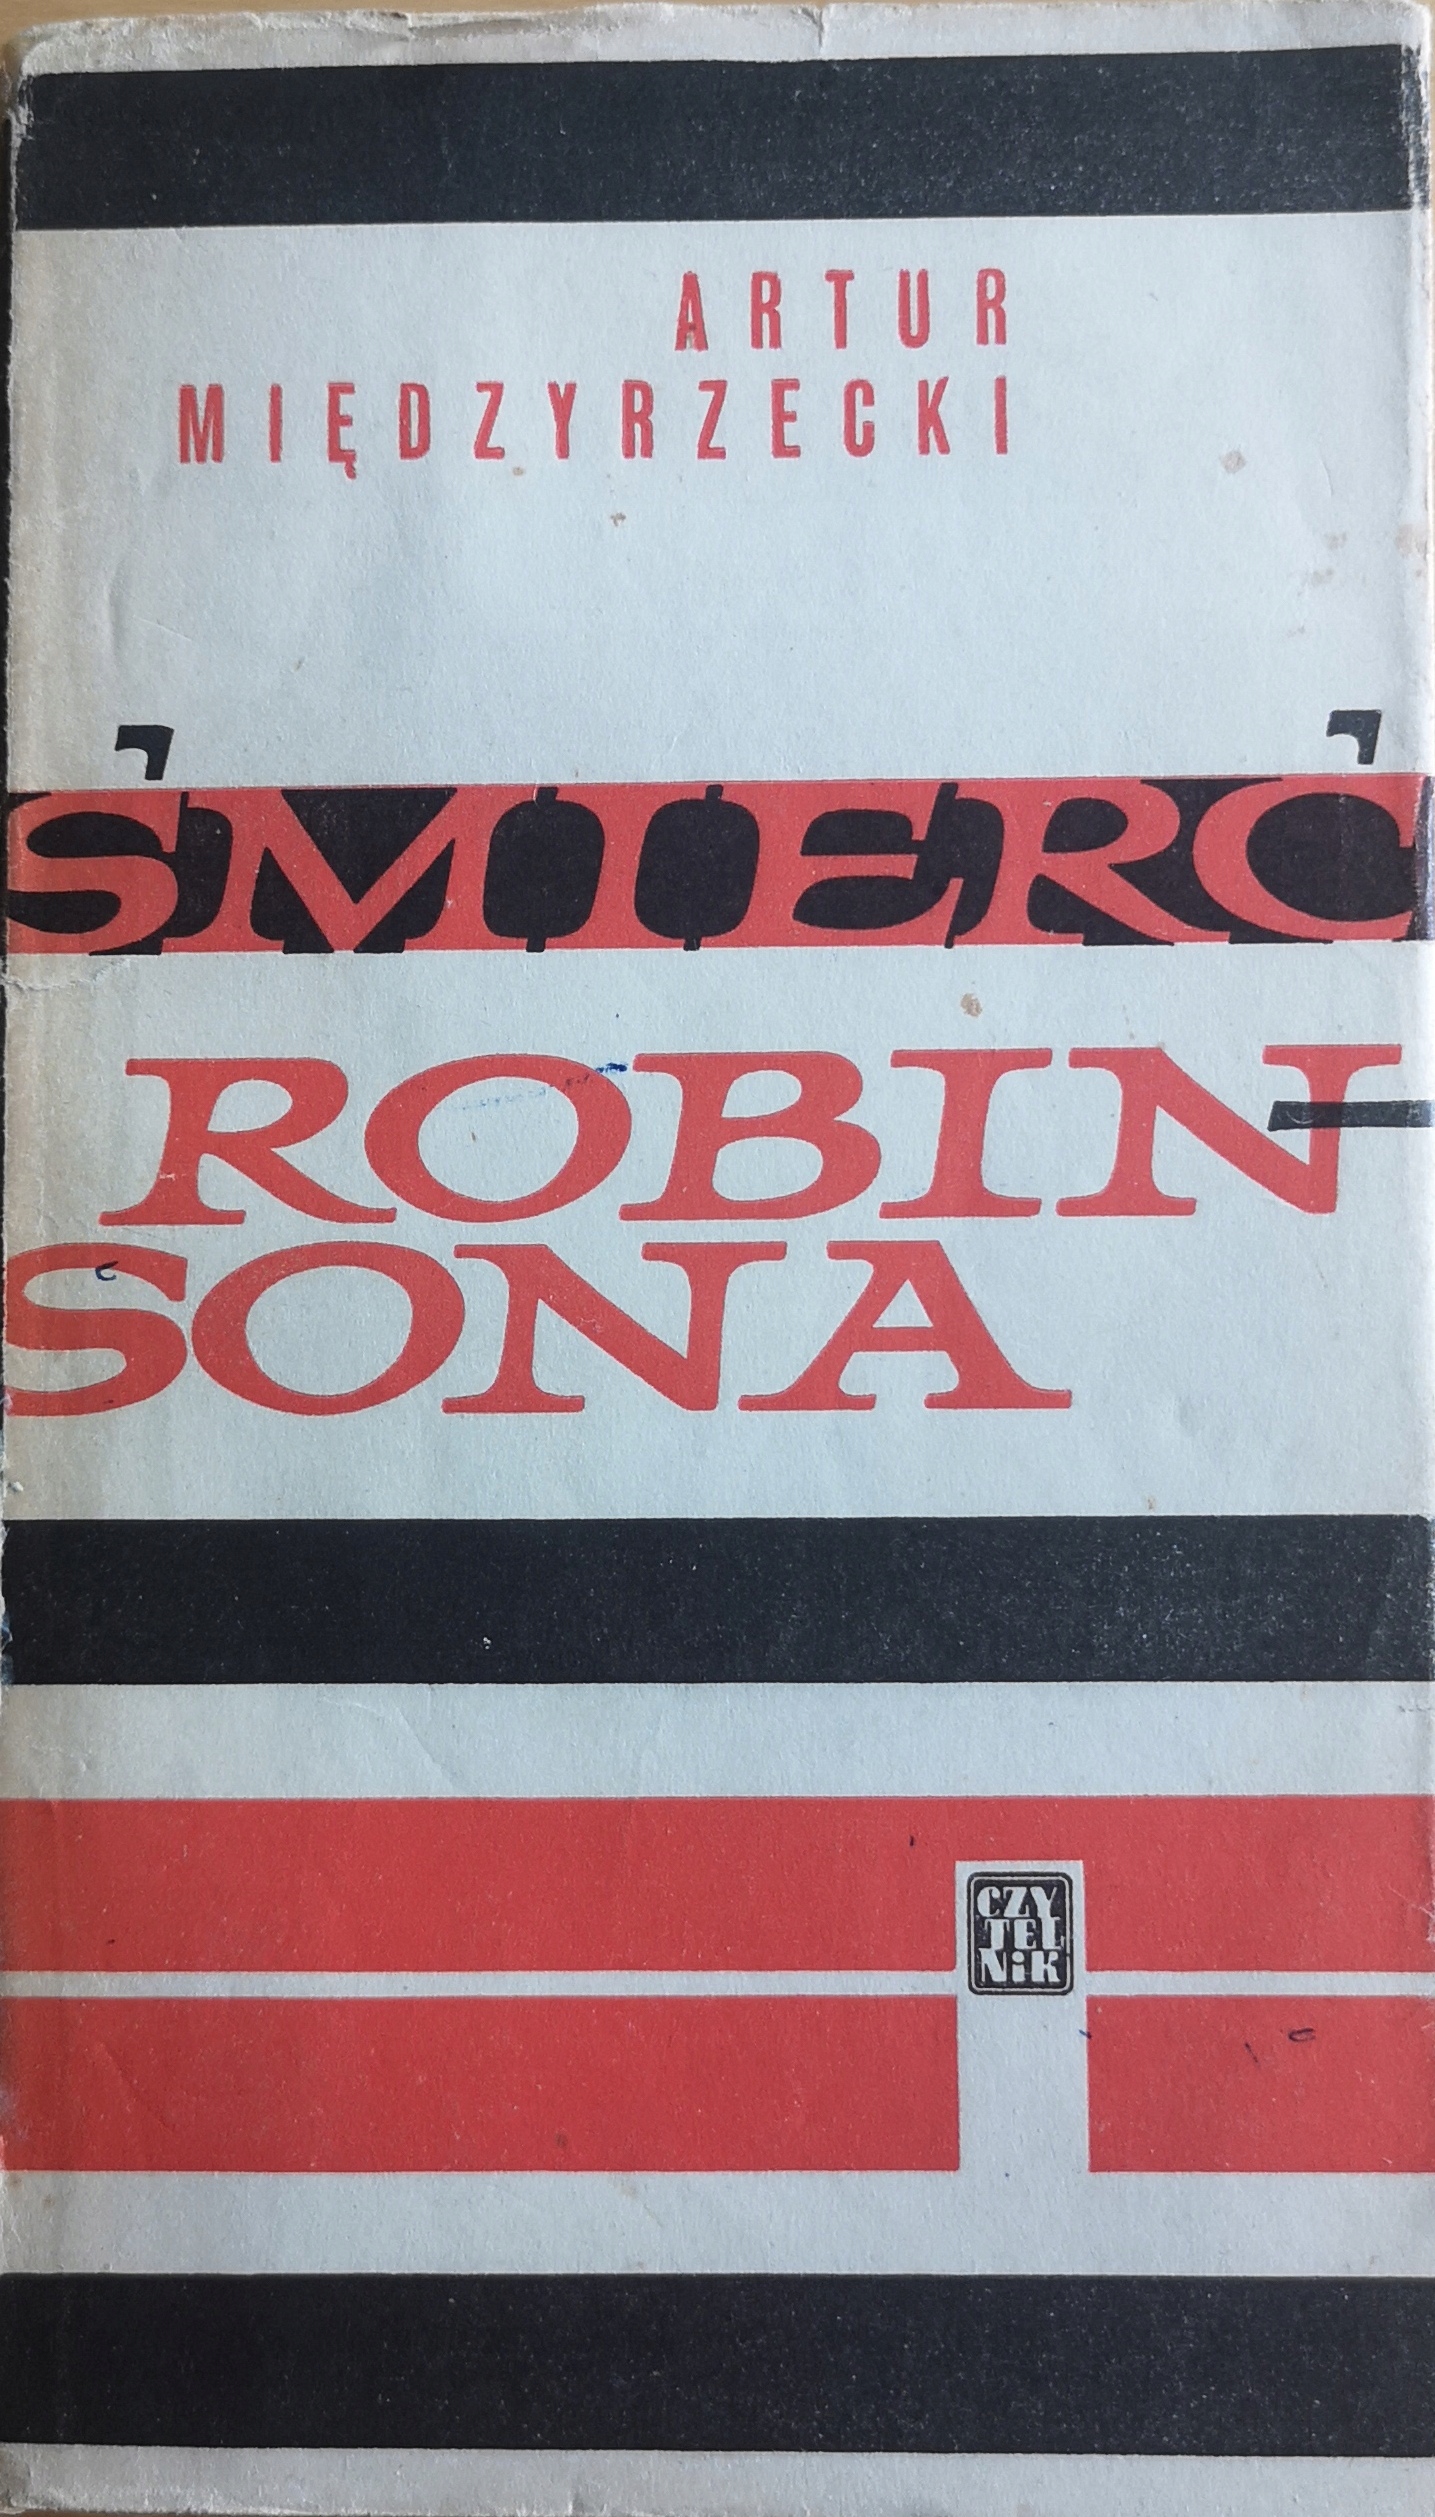 ARTUR
MIĘDZYRZECKI
ŚMIERĆ
ROBIN-
SONA
CZY
TEL
NiK